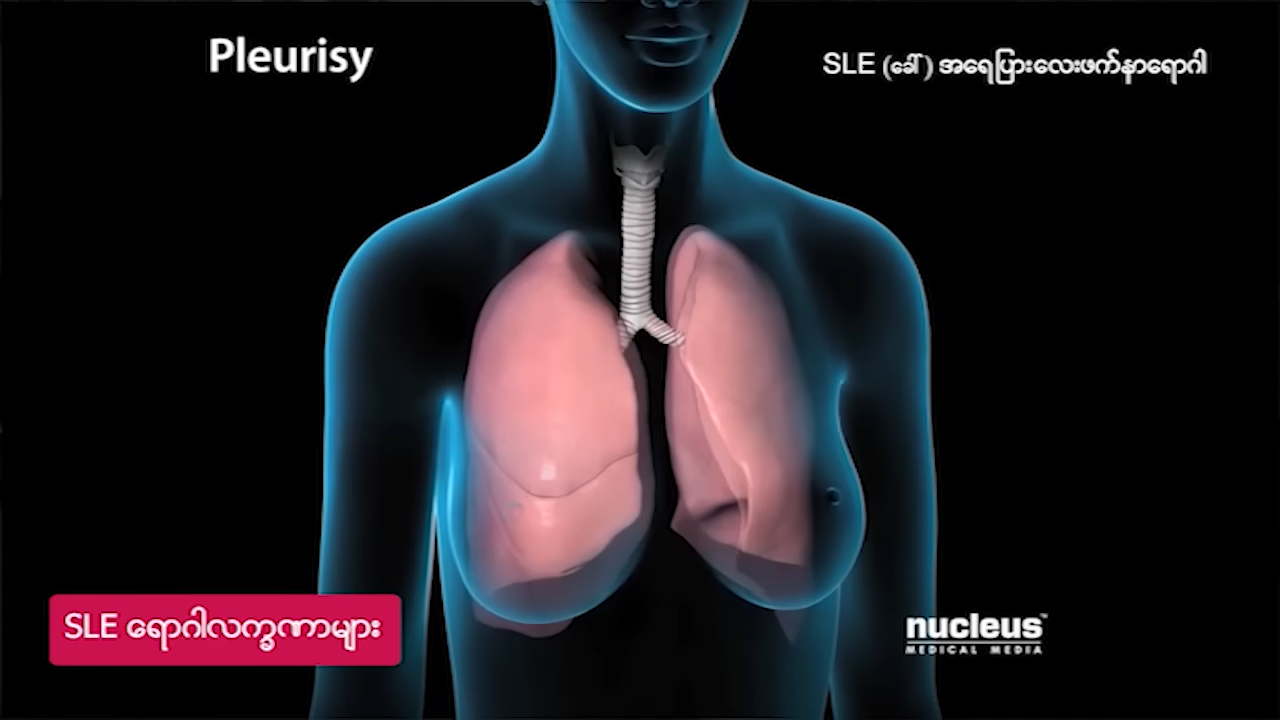 Pleurisy
SLE (ခေါ်) အရေပြားလေးဖက်နာရောဂါ
SLE ရောဂါလက္ခဏာများ
nucleus™
MEDICAL MEDIA